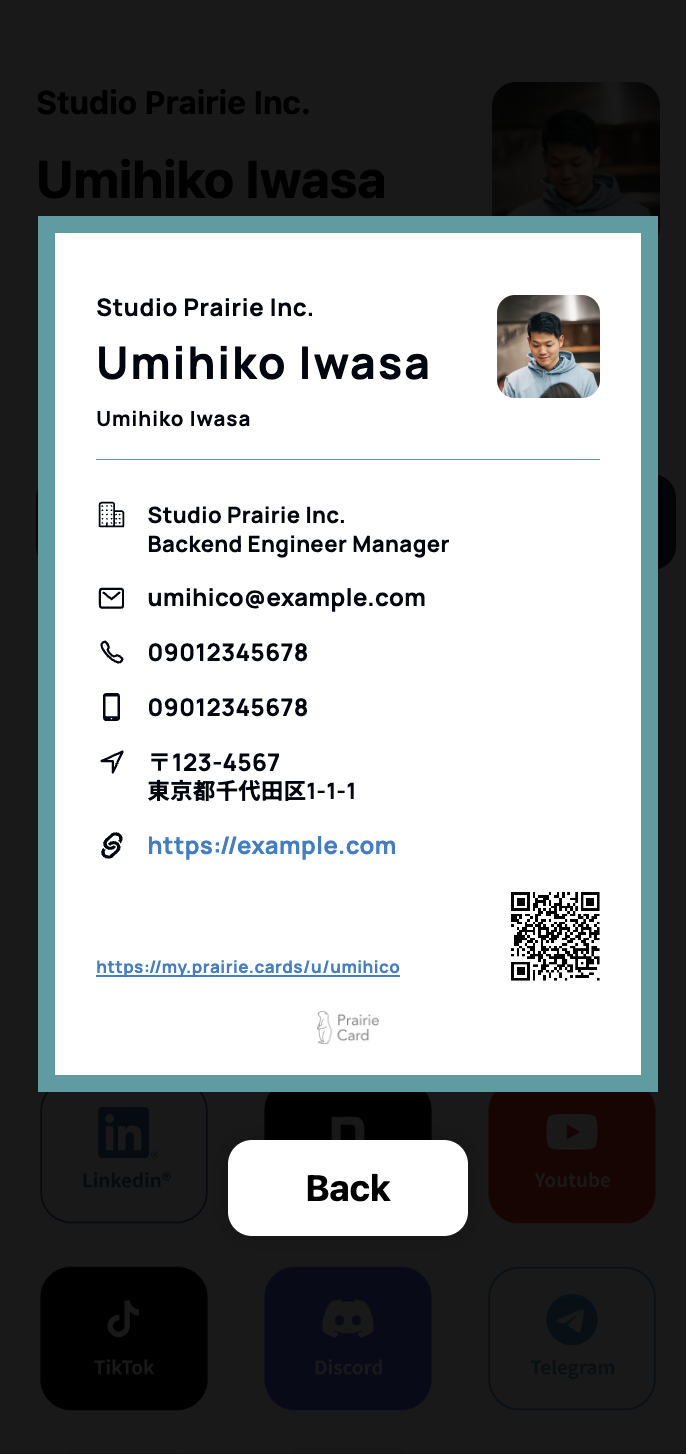 Studio Prairie Inc.
Umihiko Iwasa
Studio Prairie Inc.
Umihiko Iwasa
Umihiko Iwasa
Studio Prairie Inc.
Backend Engineer Manager
umihico@example.com
09012345678
09012345678
〒123-4567
東京都千代田区1-1-1
https://example.com
https://my.prairie.cards/u/umihico
Prairie
Card
in
Linkedin®
Youtube
Back
TikTok
Discord
Telegram